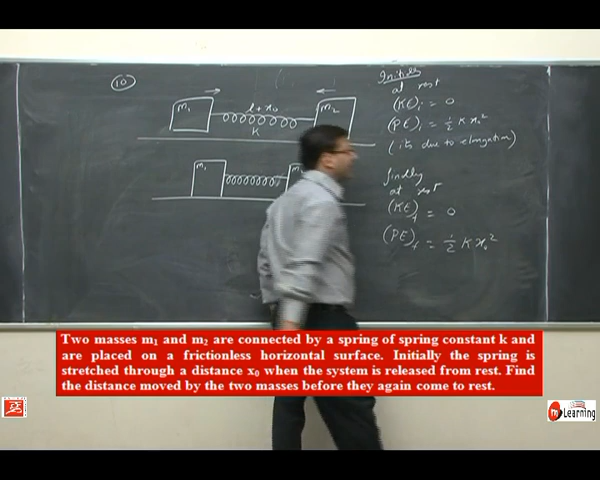 10
m1
l + x0
K
m2
m1
Initially
at rest
(KE)i = 0
(PE)i = 1/2 K x0²
(its due to elongation)
finally
at rest
(KE)f = 0
(PE)f = 1/2 K x0²
Two masses m1 and m2 are connected by a spring of spring constant k and
are placed on a frictionless horizontal surface. Initially the spring is
stretched through a distance x0 when the system is released from rest. Find
the distance moved by the two masses before they again come to rest.
m Learning